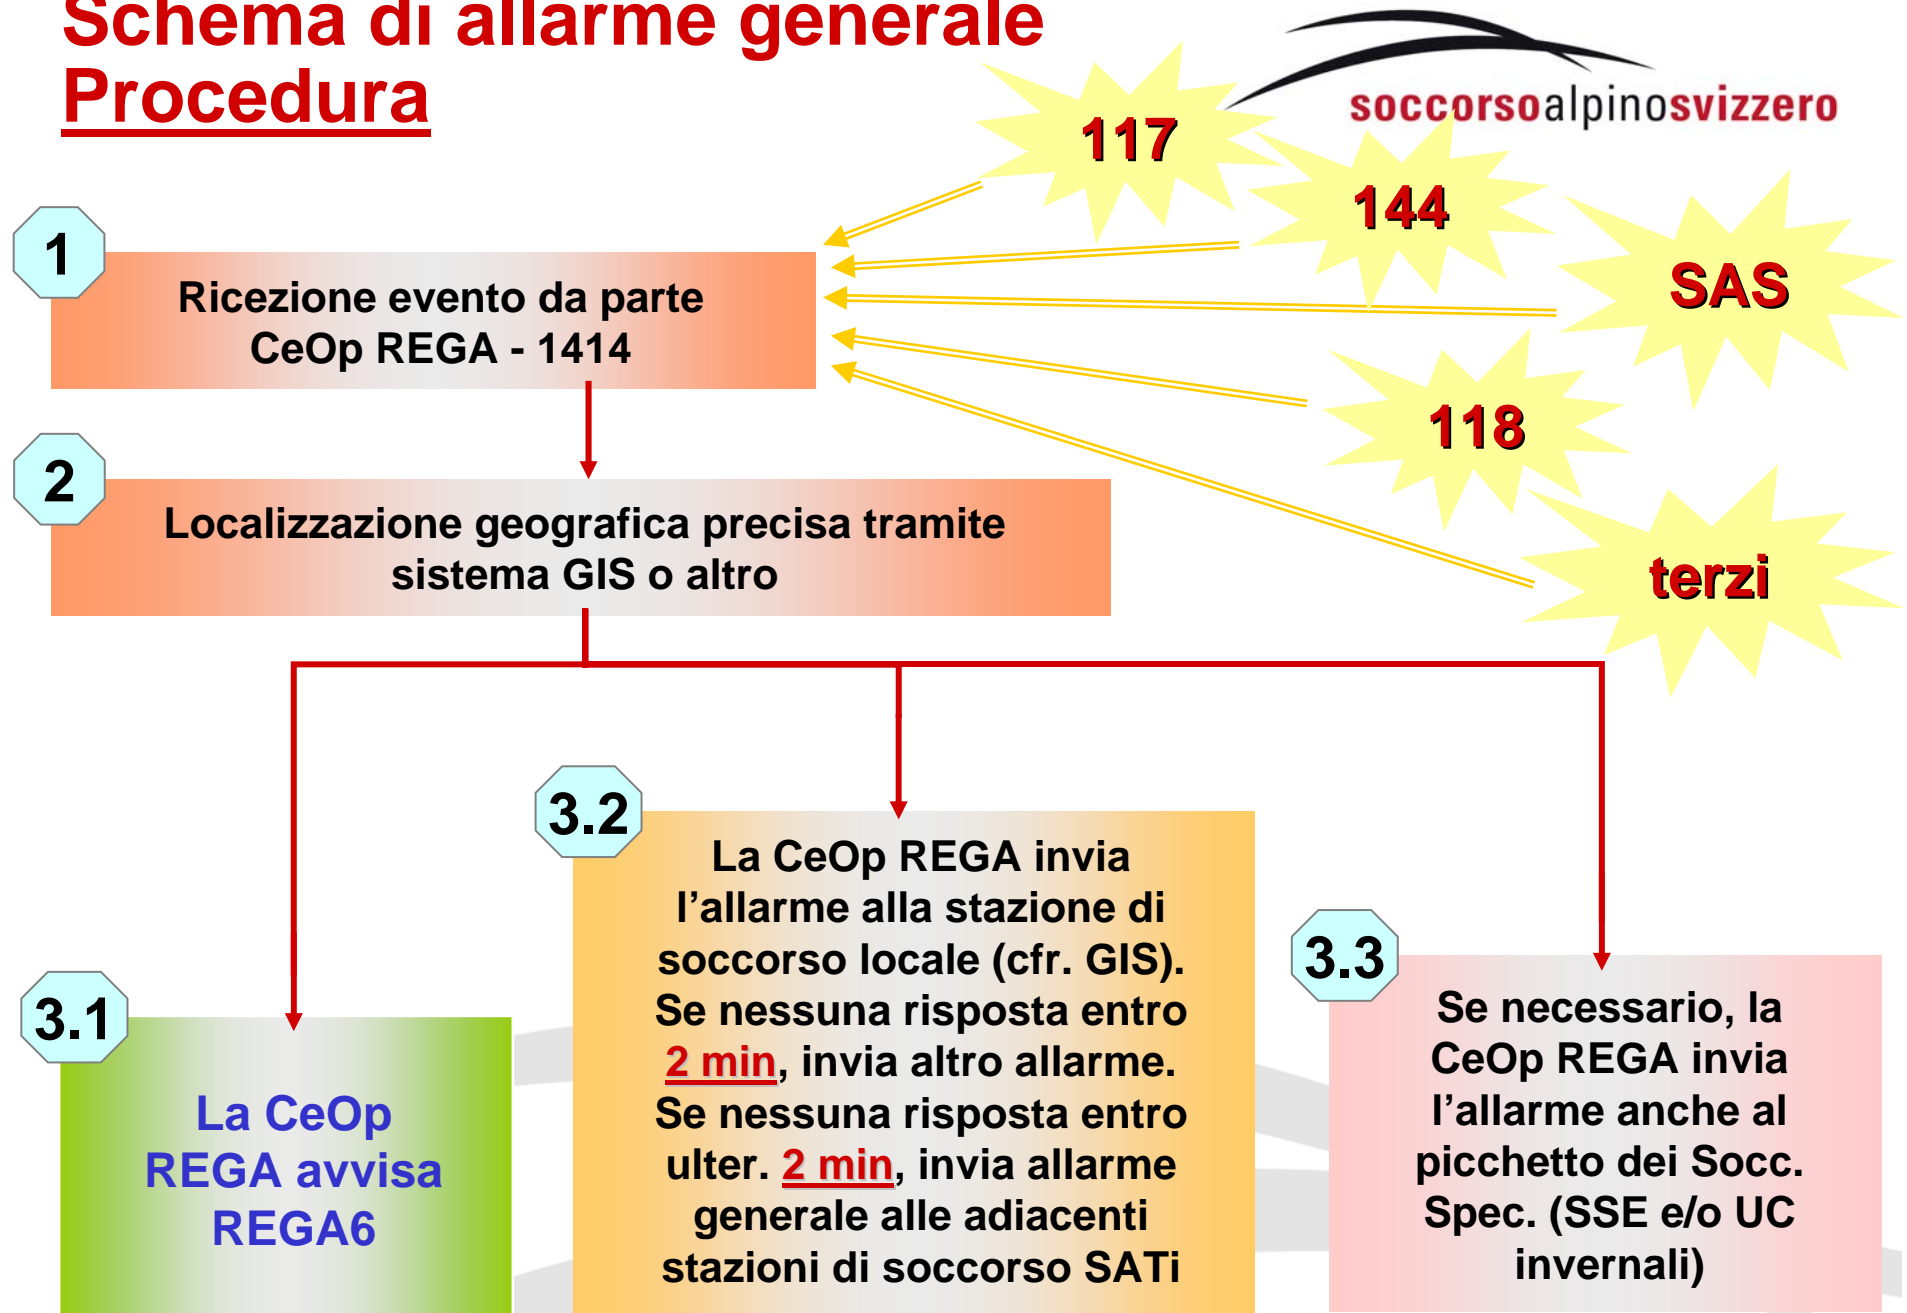 Schema di allarme generale
Procedura
soccorsoalpinosvizzero
117
144
SAS
118
terzi
1
Ricezione evento da parte
CeOp REGA - 1414
2
Localizzazione geografica precisa tramite
sistema GIS o altro
3.1
La CeOp
REGA avvisa
REGA6
3.2
La CeOp REGA invia
l’allarme alla stazione di
soccorso locale (cfr. GIS).
Se nessuna risposta entro
2 min, invia altro allarme.
Se nessuna risposta entro
ulter. 2 min, invia allarme
generale alle adiacenti
stazioni di soccorso SATi
3.3
Se necessario, la
CeOp REGA invia
l’allarme anche al
picchetto dei Socc.
Spec. (SSE e/o UC
invernali)